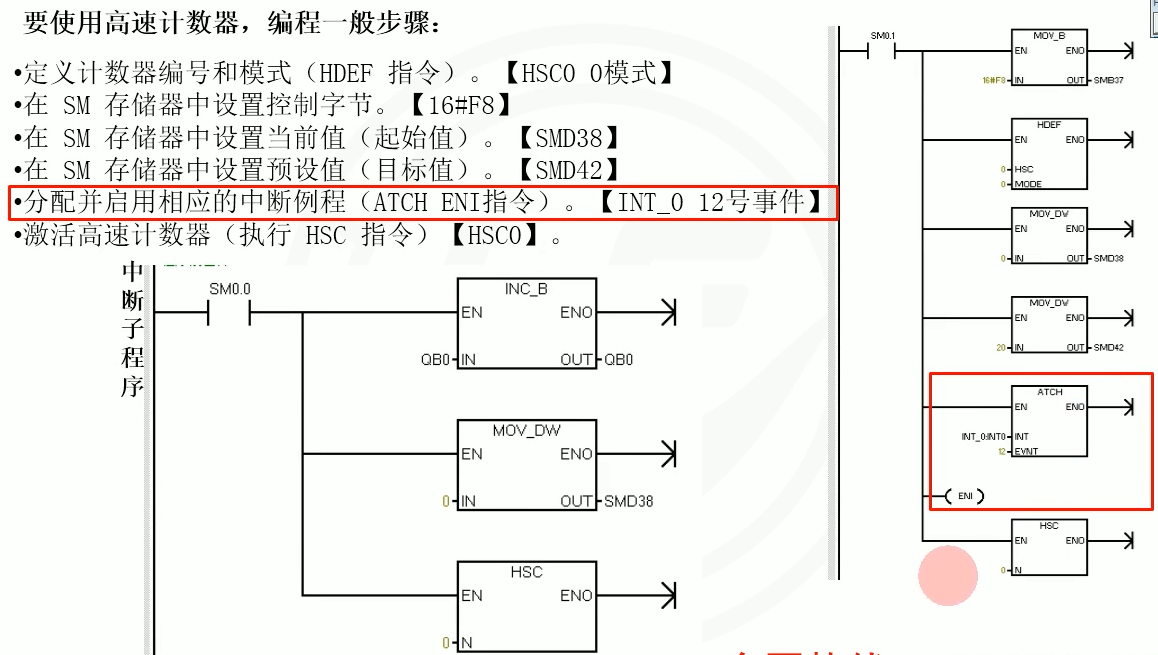 要使用高速计数器，编程一般步骤：
•定义计数器编号和模式（HDEF 指令）。【HSC0 0模式】
•在 SM 存储器中设置控制字节。【16#F8】
•在 SM 存储器中设置当前值（起始值）。【SMD38】
•在 SM 存储器中设置预设值（目标值）。【SMD42】
•分配并启用相应的中断例程（ATCH ENI指令）。【INT_0 12号事件】
•激活高速计数器（执行 HSC 指令）【HSC0】。
中断子程序
SM0.0
INC_B
EN ENO
QB0 IN OUT QB0
MOV_DW
EN ENO
0 IN OUT SMD38
HSC
EN ENO
0 N
SM0.1
MOV_B
EN ENO
16#F8 IN OUT SMB37
HDEF
EN ENO
0 HSC
0 MODE
MOV_DW
EN ENO
0 IN OUT SMD38
MOV_DW
EN ENO
20 IN OUT SMD42
ATCH
EN ENO
INT_0:INT0 INT
12 EVNT
ENI
HSC
EN ENO
0 N